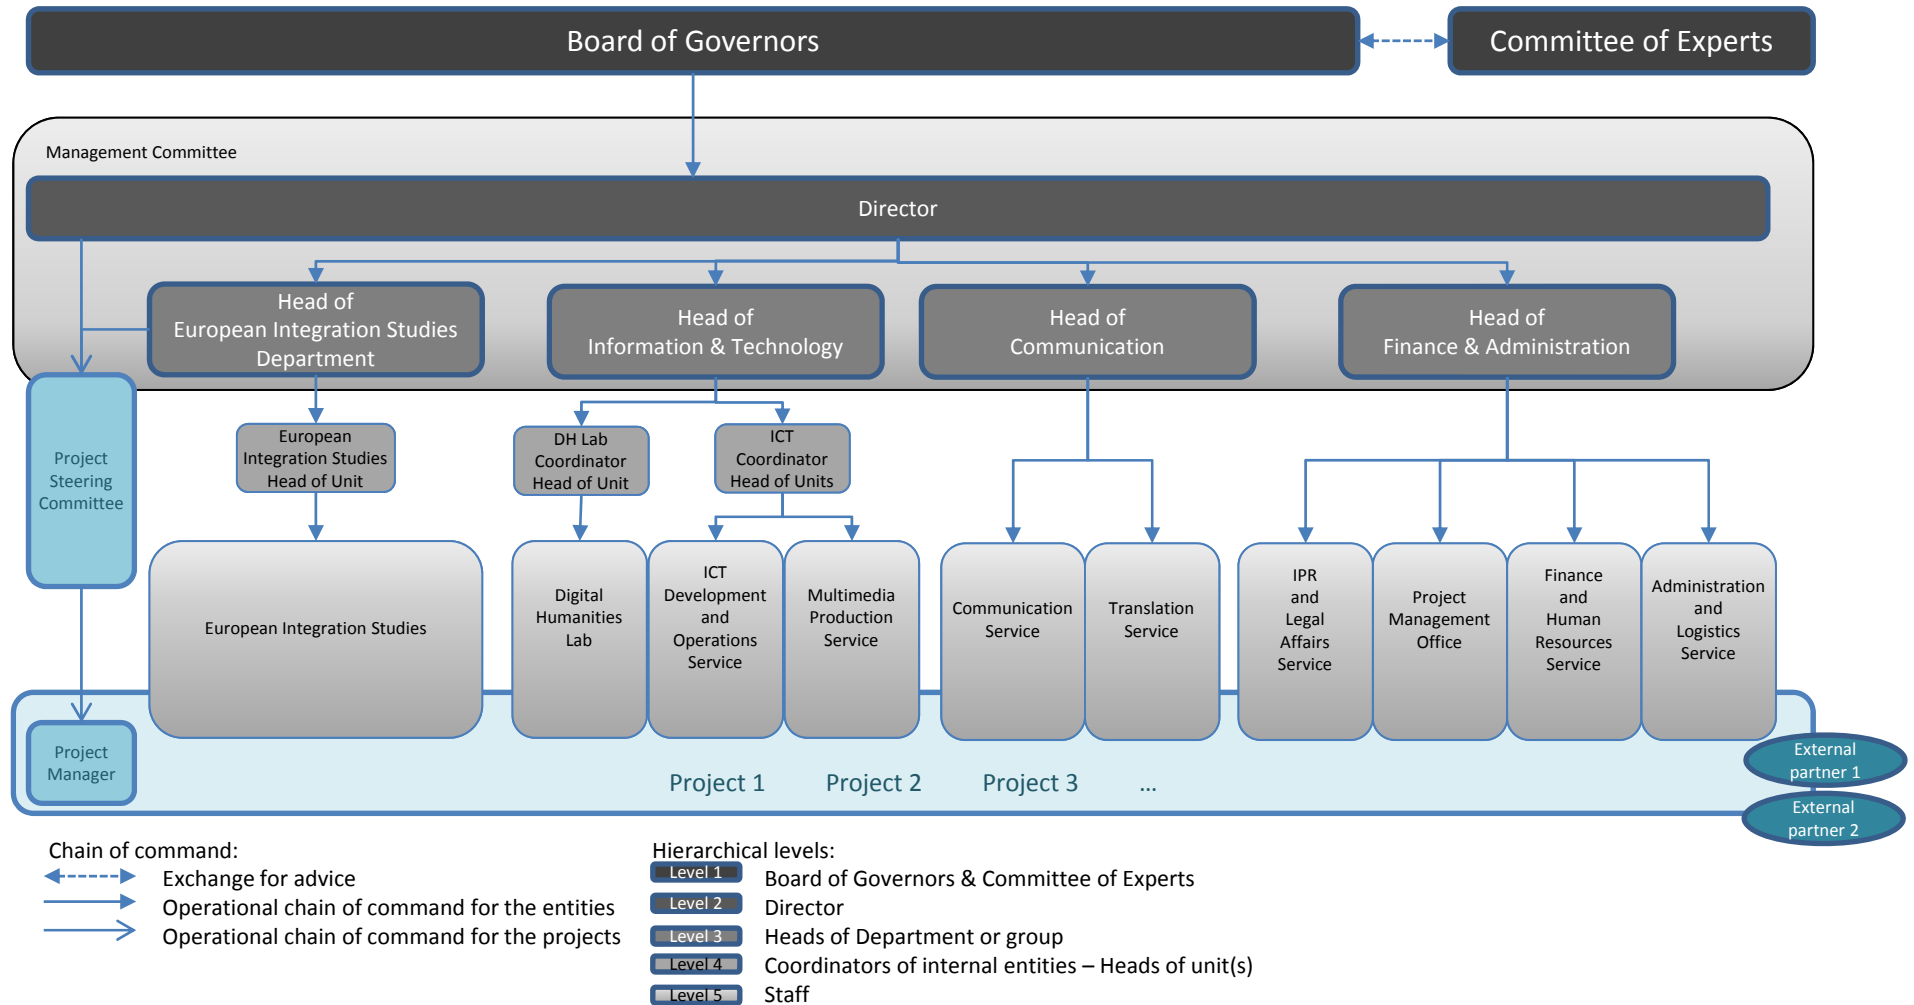 Board of Governors
Committee of Experts
Management Committee
Director
Head of
European Integration Studies
Department
Head of
Information & Technology
Head of
Communication
Head of
Finance & Administration
Project
Steering
Committee
European
Integration Studies
Head of Unit
DH Lab
Coordinator
Head of Unit
ICT
Coordinator
Head of Units
European Integration Studies
Digital
Humanities
Lab
ICT
Development
and
Operations
Service
Multimedia
Production
Service
Communication
Service
Translation
Service
IPR
and
Legal
Affairs
Service
Project
Management
Office
Finance
and
Human
Resources
Service
Administration
and
Logistics
Service
Project
Manager
Project 1
Project 2
Project 3
...
External
partner 1
External
partner 2
Chain of command:
Exchange for advice
Operational chain of command for the entities
Operational chain of command for the projects
Hierarchical levels:
Level 1 Board of Governors & Committee of Experts
Level 2 Director
Level 3 Heads of Department or group
Level 4 Coordinators of internal entities – Heads of unit(s)
Level 5 Staff